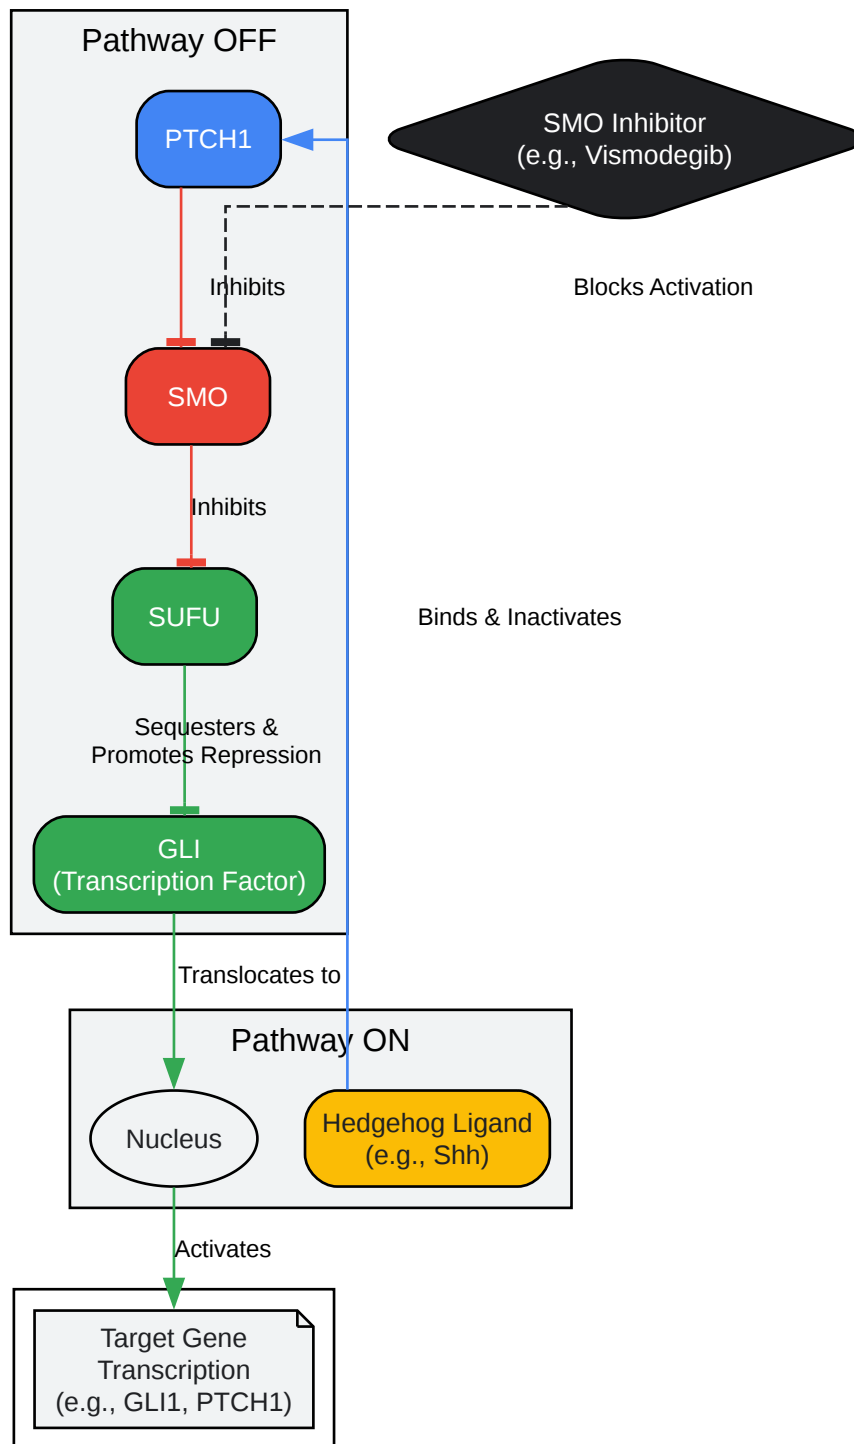 Pathway OFF
PTCH1
SMO Inhibitor
(e.g., Vismodegib)
Inhibits
Blocks Activation
SMO
Inhibits
SUFU
Binds & Inactivates
Sequesters &
Promotes Repression
GLI
(Transcription Factor)
Translocates to
Pathway ON
Nucleus
Hedgehog Ligand
(e.g., Shh)
Activates
Target Gene
Transcription
(e.g., GLI1, PTCH1)